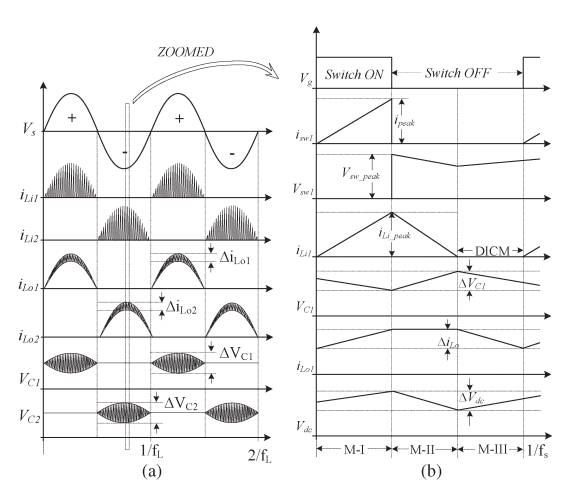 ZOOMED
V_s
+
-
+
-
i_Li1
i_Li2
i_Lo1
Δi_Lo1
i_Lo2
Δi_Lo2
V_C1
ΔV_C1
V_C2
ΔV_C2
1/f_L
2/f_L
(a)
V_g
Switch ON
Switch OFF
i_sw1
i_peak
V_sw1
V_sw_peak
i_Li1
i_Li_peak
DICM
V_C1
ΔV_C1
i_Lo1
Δi_Lo
V_dc
ΔV_dc
M-I
M-II
M-III
1/f_s
(b)